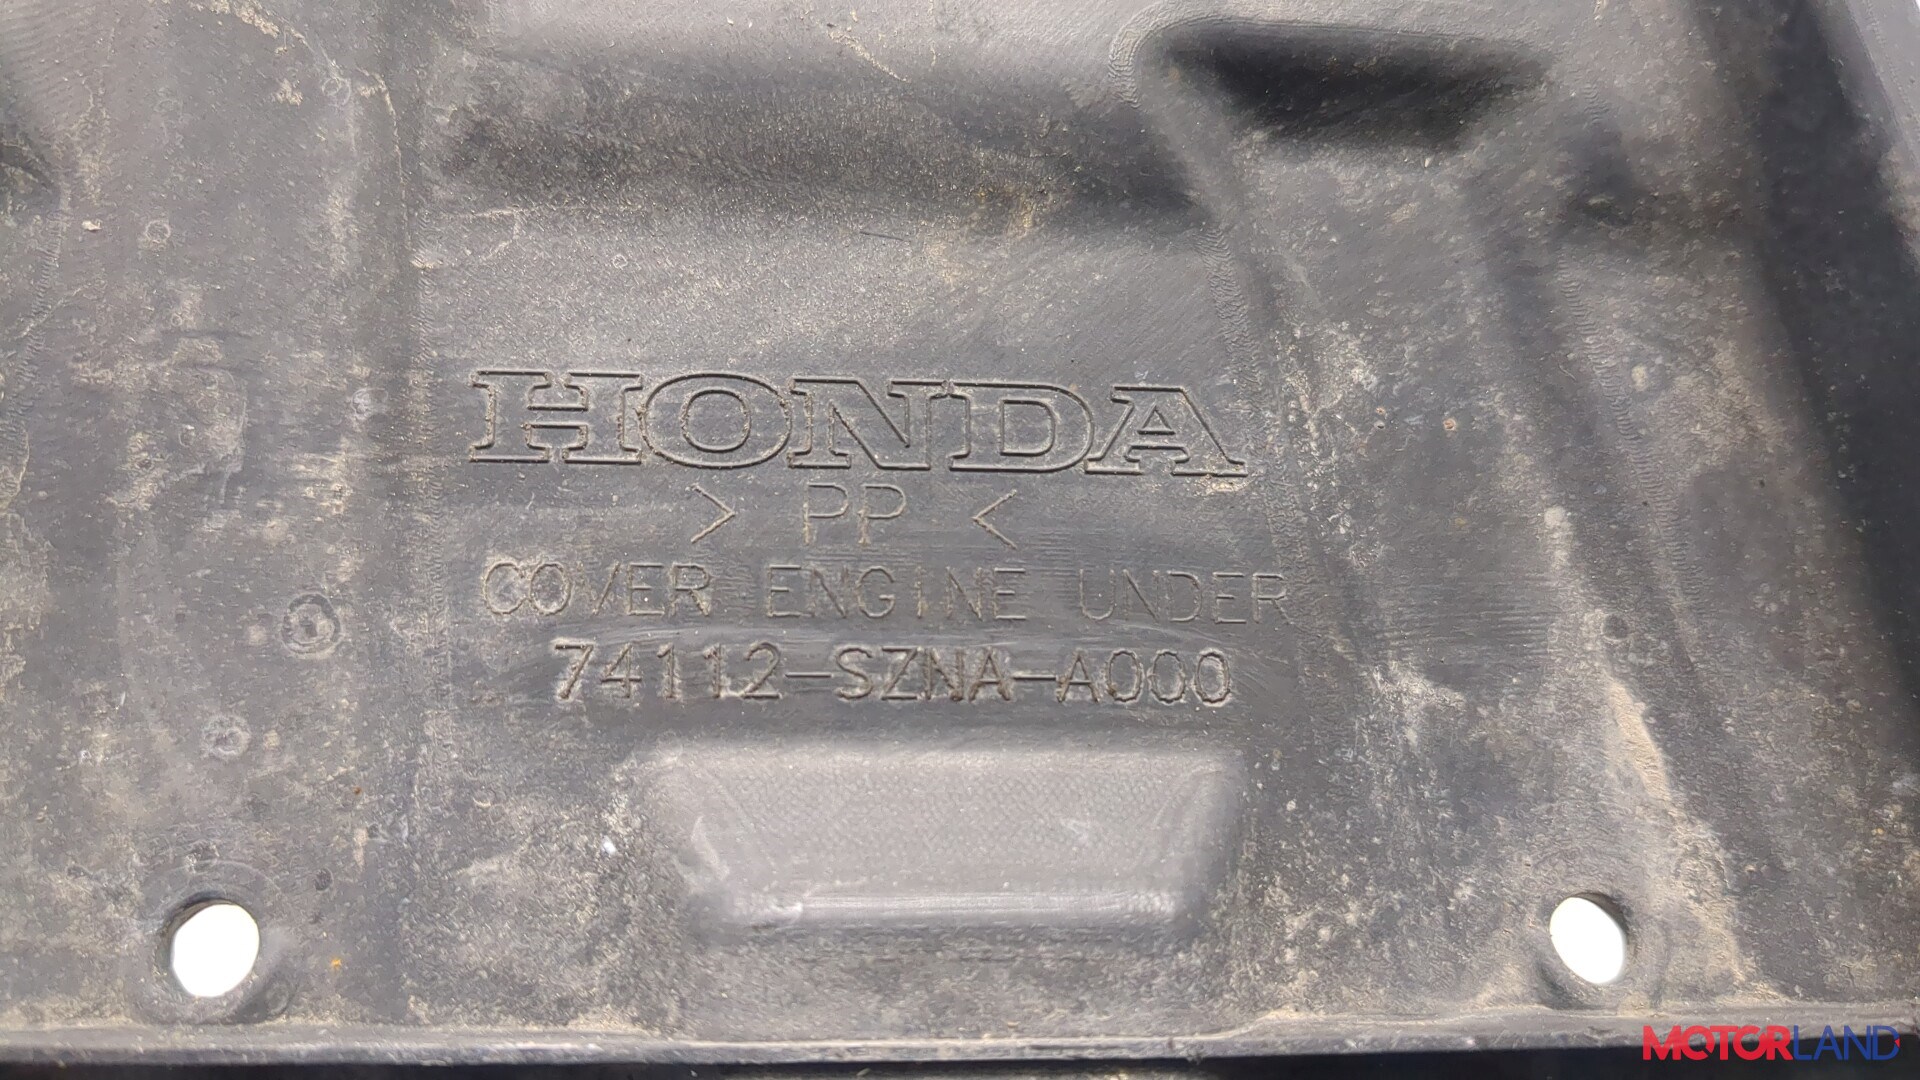 HONDA
> PP <
COVER ENGINE UNDER
74112-SZNA-A000
MOTORLAND